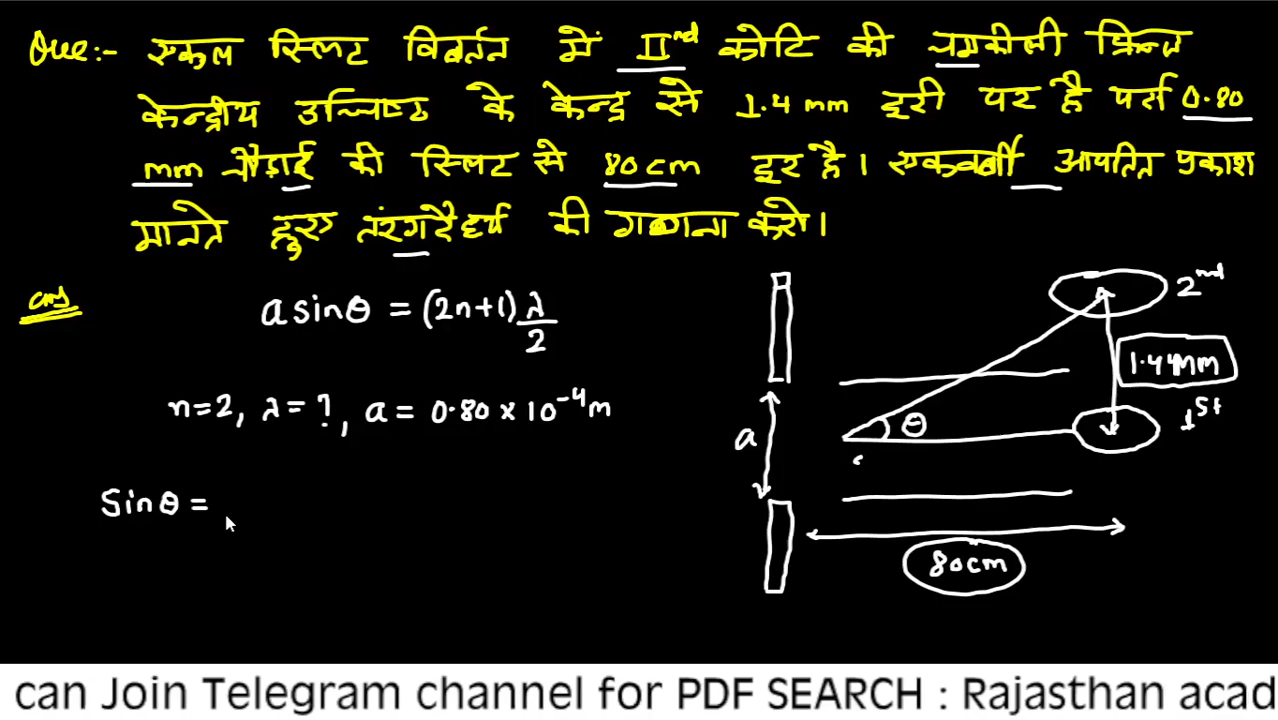 Que:- एकल स्लिट विवर्तन में IInd कोटि की चमकीली फ्रिन्ज
केन्द्रीय उच्चिष्ठ के केन्द्र से 1.4 mm दूरी पर है पर्दा 0.80
mm चौड़ाई की स्लिट से 80 cm दूर है। एकवर्णी आपतित प्रकाश
मानते हुए तरंगदैर्ध्य की गणना करो।
ans
a sinθ = (2n+1) λ/2
n=2, λ = ?, a = 0.80 × 10⁻⁴ m
Sinθ =
2nd
1.44mm
1st
θ
a
80cm
can Join Telegram channel for PDF SEARCH : Rajasthan acad